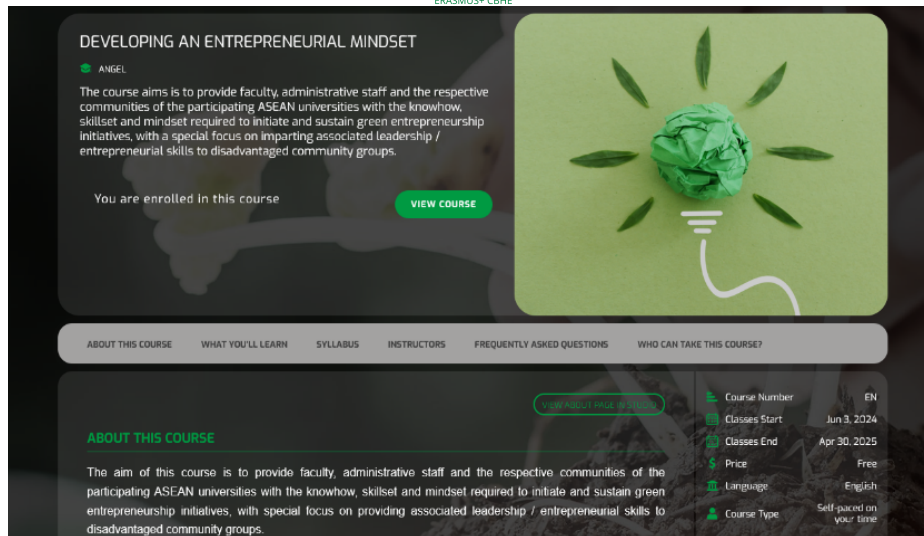 ERASMUS+ CBHE
DEVELOPING AN ENTREPRENEURIAL MINDSET
ANGEL
The course aims is to provide faculty, administrative staff and the respective
communities of the participating ASEAN universities with the knowhow,
skillset and mindset required to initiate and sustain green entrepreneurship
initiatives, with a special focus on imparting associated leadership /
entrepreneurial skills to disadvantaged community groups.
You are enrolled in this course
VIEW COURSE
ABOUT THIS COURSE
WHAT YOU'LL LEARN
SYLLABUS
INSTRUCTORS
FREQUENTLY ASKED QUESTIONS
WHO CAN TAKE THIS COURSE?
VIEW ABOUT PAGE IN STUDIO
ABOUT THIS COURSE
The aim of this course is to provide faculty, administrative staff and the respective communities of the
participating ASEAN universities with the knowhow, skillset and mindset required to initiate and sustain green
entrepreneurship initiatives, with special focus on providing associated leadership / entrepreneurial skills to
disadvantaged community groups.
Course Number EN
Classes Start Jun 3, 2024
Classes End Apr 30, 2025
Price Free
Language English
Course Type Self-paced on
your time